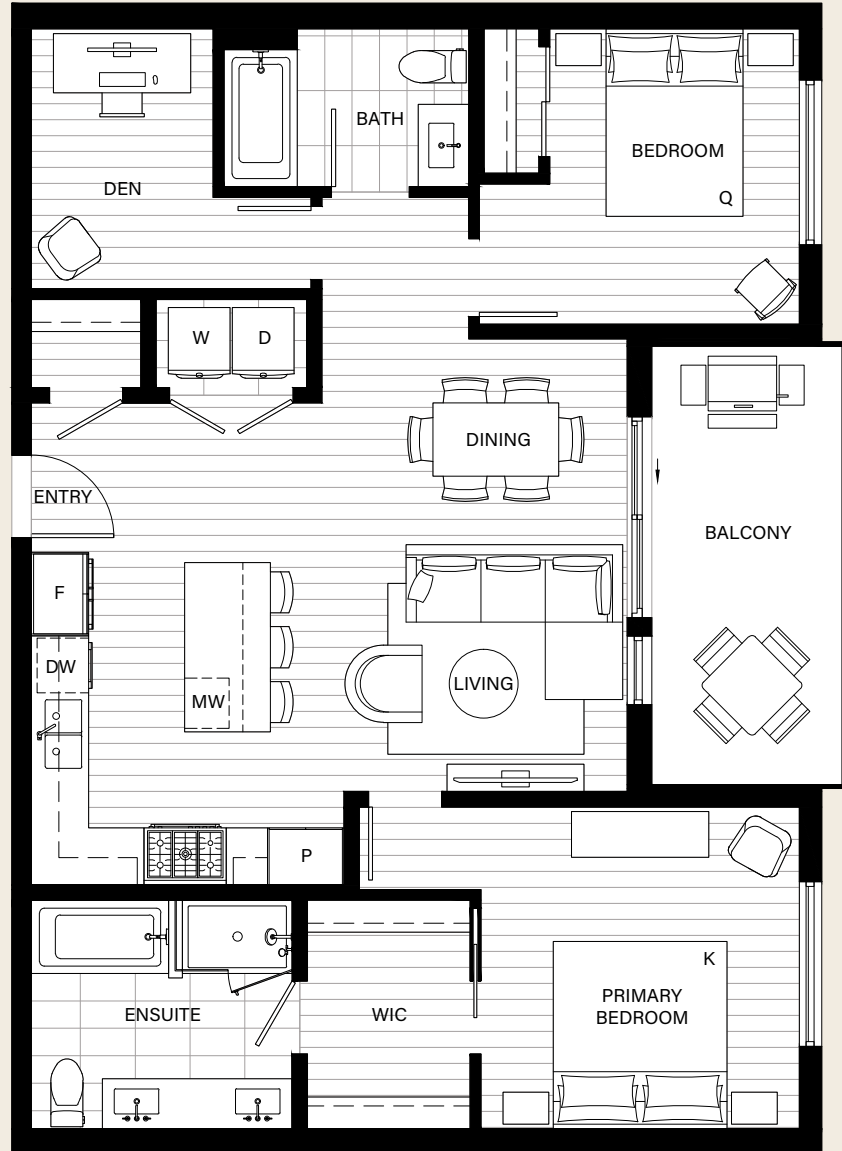 BATH
BEDROOM
DEN
Q
W
D
DINING
ENTRY
BALCONY
F
DW
LIVING
MW
P
K
PRIMARY
BEDROOM
ENSUITE
WIC